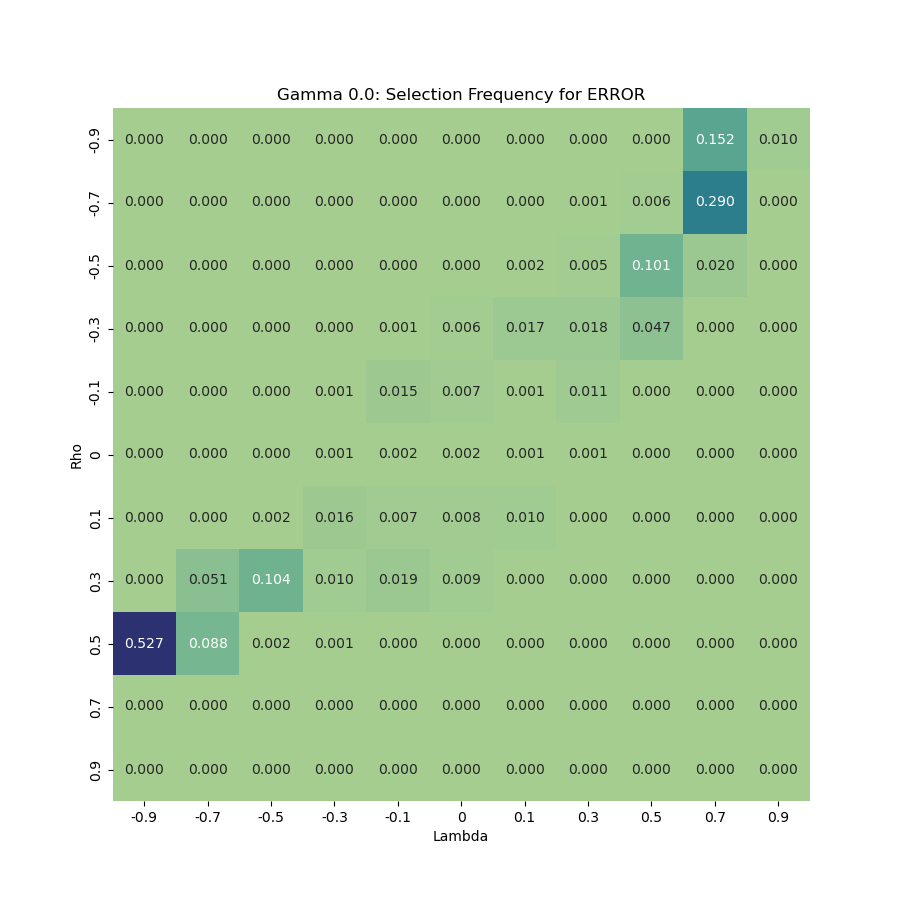 Gamma 0.0: Selection Frequency for ERROR
-0.9 0.000 0.000 0.000 0.000 0.000 0.000 0.000 0.000 0.000 0.152 0.010
-0.7 0.000 0.000 0.000 0.000 0.000 0.000 0.000 0.001 0.006 0.290 0.000
-0.5 0.000 0.000 0.000 0.000 0.000 0.000 0.002 0.005 0.101 0.020 0.000
-0.3 0.000 0.000 0.000 0.000 0.001 0.006 0.017 0.018 0.047 0.000 0.000
-0.1 0.000 0.000 0.000 0.001 0.015 0.007 0.001 0.011 0.000 0.000 0.000
Rho
0 0.000 0.000 0.000 0.001 0.002 0.002 0.001 0.001 0.000 0.000 0.000
0.1 0.000 0.000 0.002 0.016 0.007 0.008 0.010 0.000 0.000 0.000 0.000
0.3 0.000 0.051 0.104 0.010 0.019 0.009 0.000 0.000 0.000 0.000 0.000
0.5 0.527 0.088 0.002 0.001 0.000 0.000 0.000 0.000 0.000 0.000 0.000
0.7 0.000 0.000 0.000 0.000 0.000 0.000 0.000 0.000 0.000 0.000 0.000
0.9 0.000 0.000 0.000 0.000 0.000 0.000 0.000 0.000 0.000 0.000 0.000
-0.9 -0.7 -0.5 -0.3 -0.1 0 0.1 0.3 0.5 0.7 0.9
Lambda